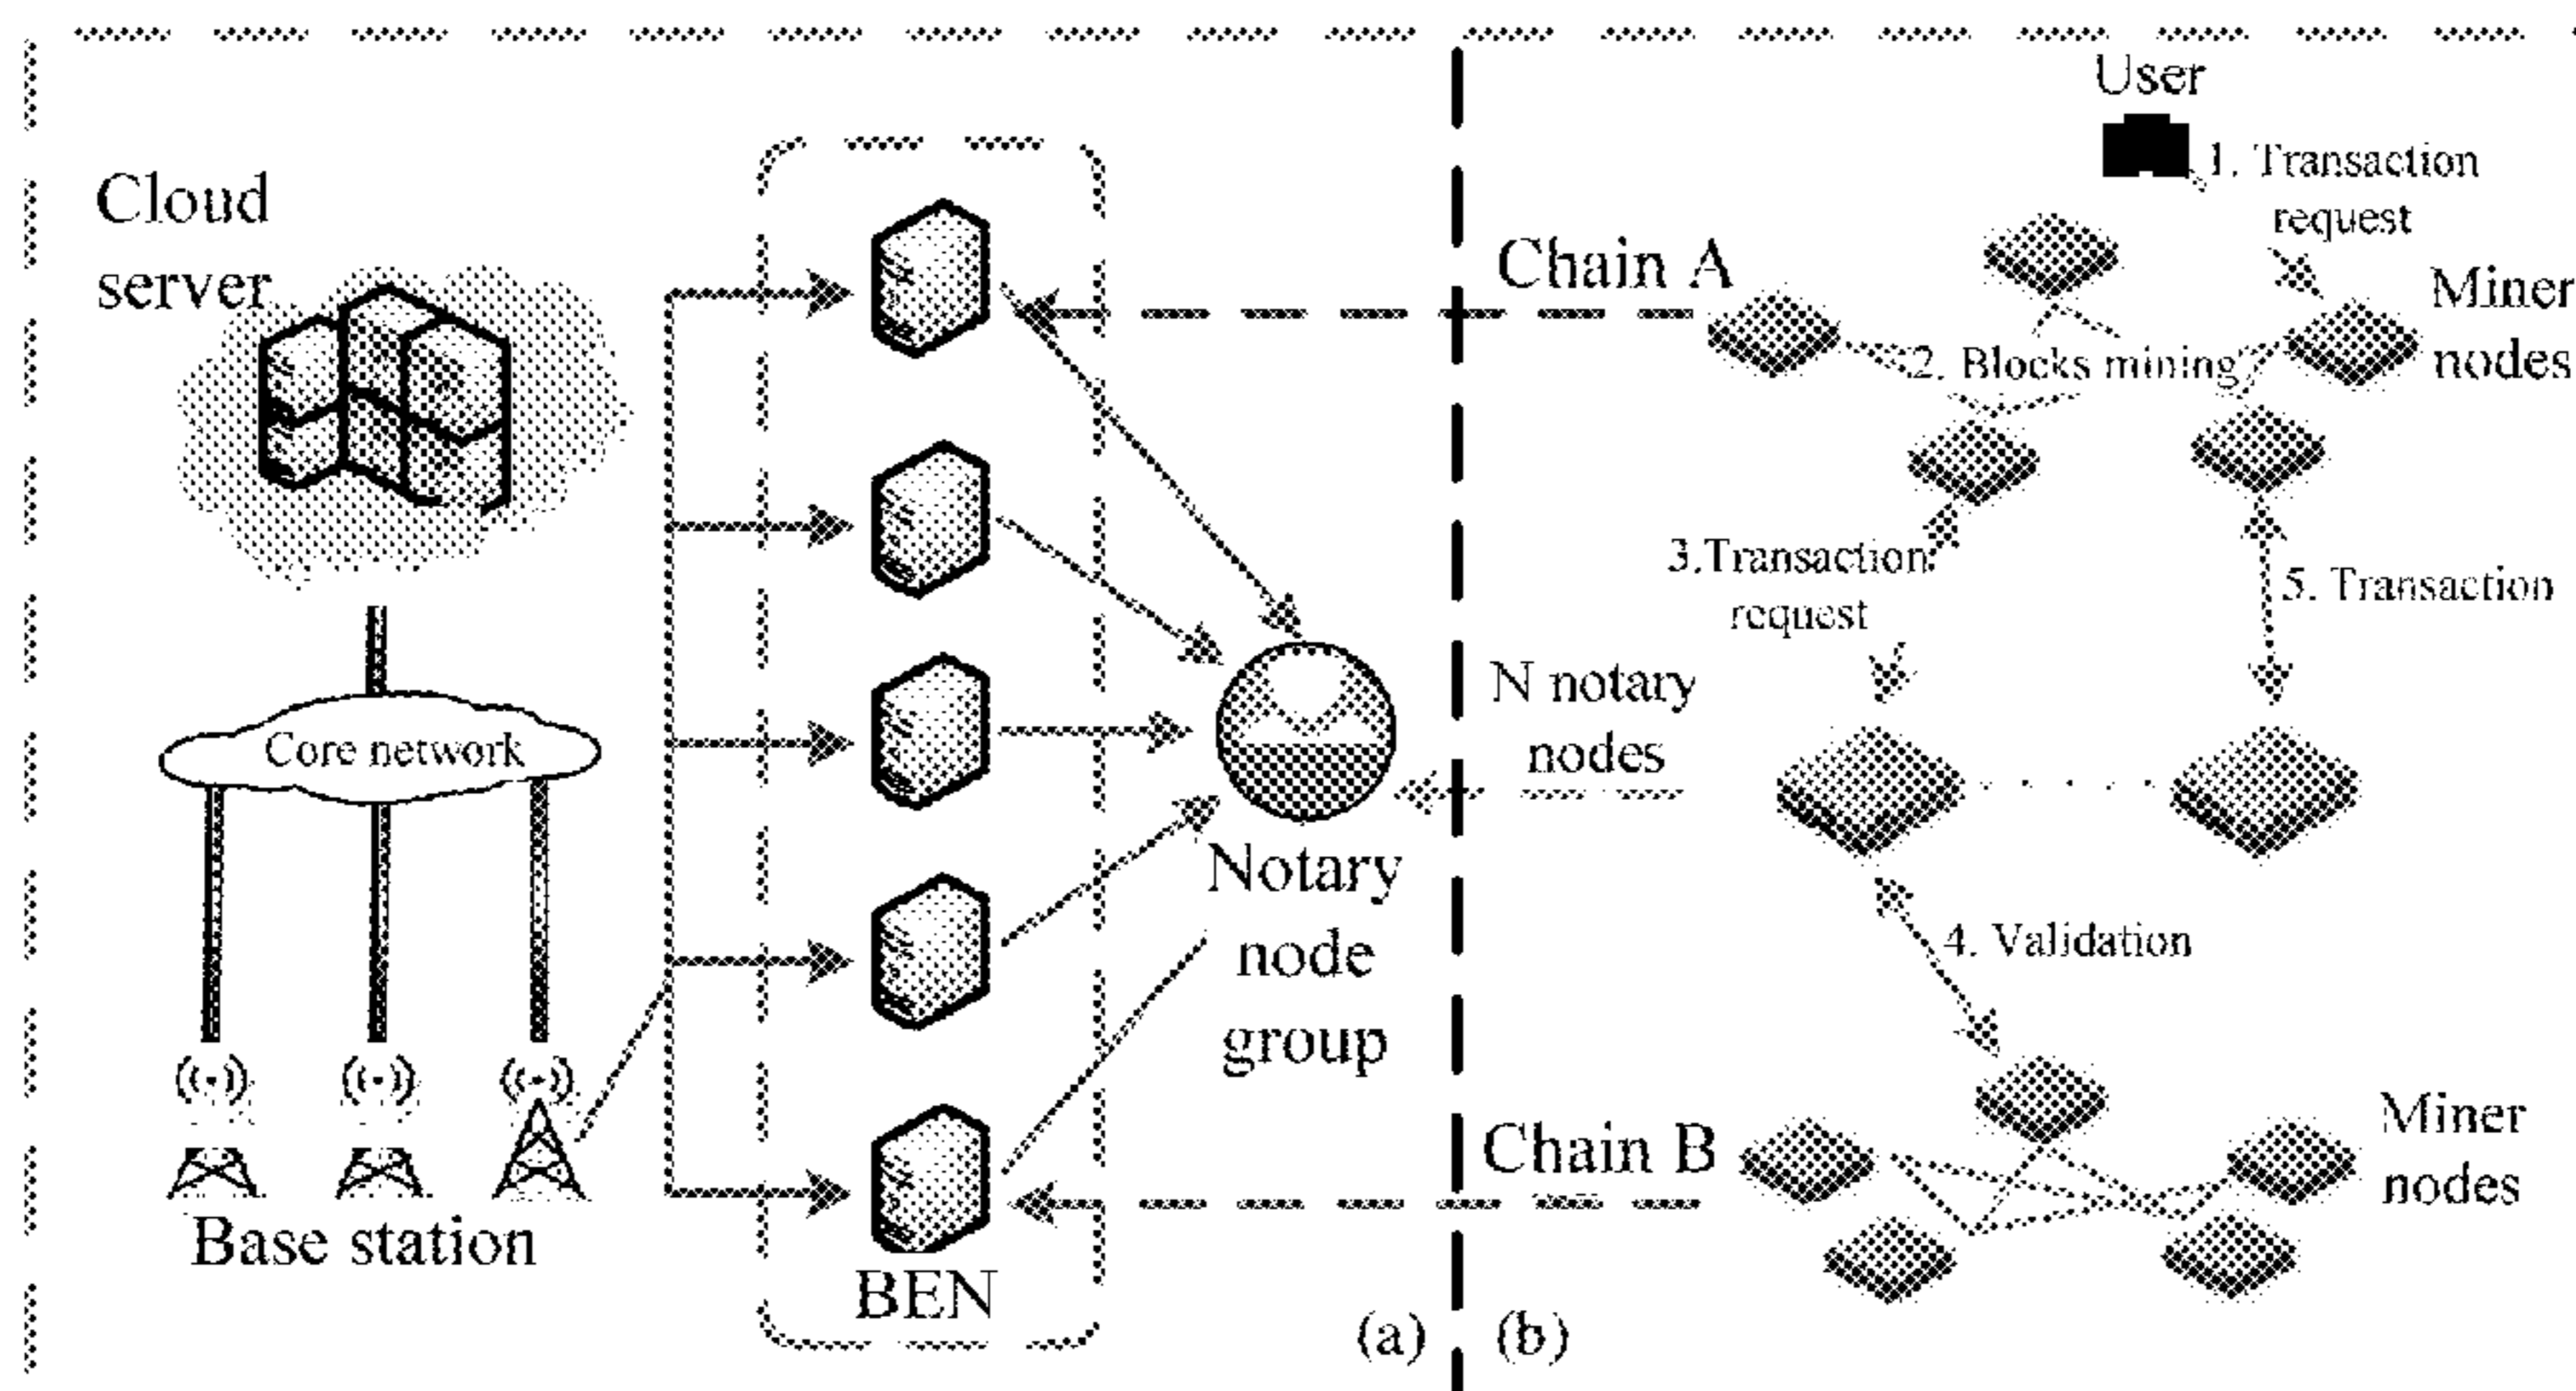 Cloud
server
Core network
Base station
BEN
Notary
node
group
(a)
User
1. Transaction
request
Chain A
Miner
nodes
2. Blocks mining
3.Transaction
request
5. Transaction
N notary
nodes
4. Validation
Chain B
Miner
nodes
(b)